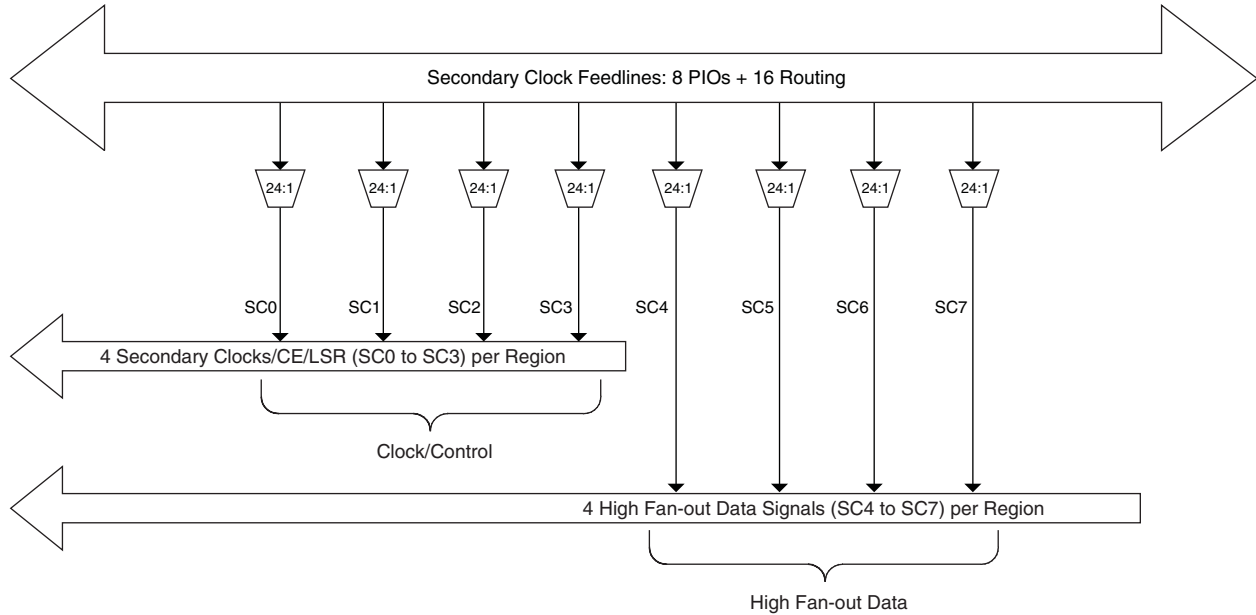 Secondary Clock Feedlines: 8 PIOs + 16 Routing
24:1 24:1 24:1 24:1 24:1 24:1 24:1 24:1
SC0 SC1 SC2 SC3 SC4 SC5 SC6 SC7
4 Secondary Clocks/CE/LSR (SC0 to SC3) per Region
Clock/Control
4 High Fan-out Data Signals (SC4 to SC7) per Region
High Fan-out Data